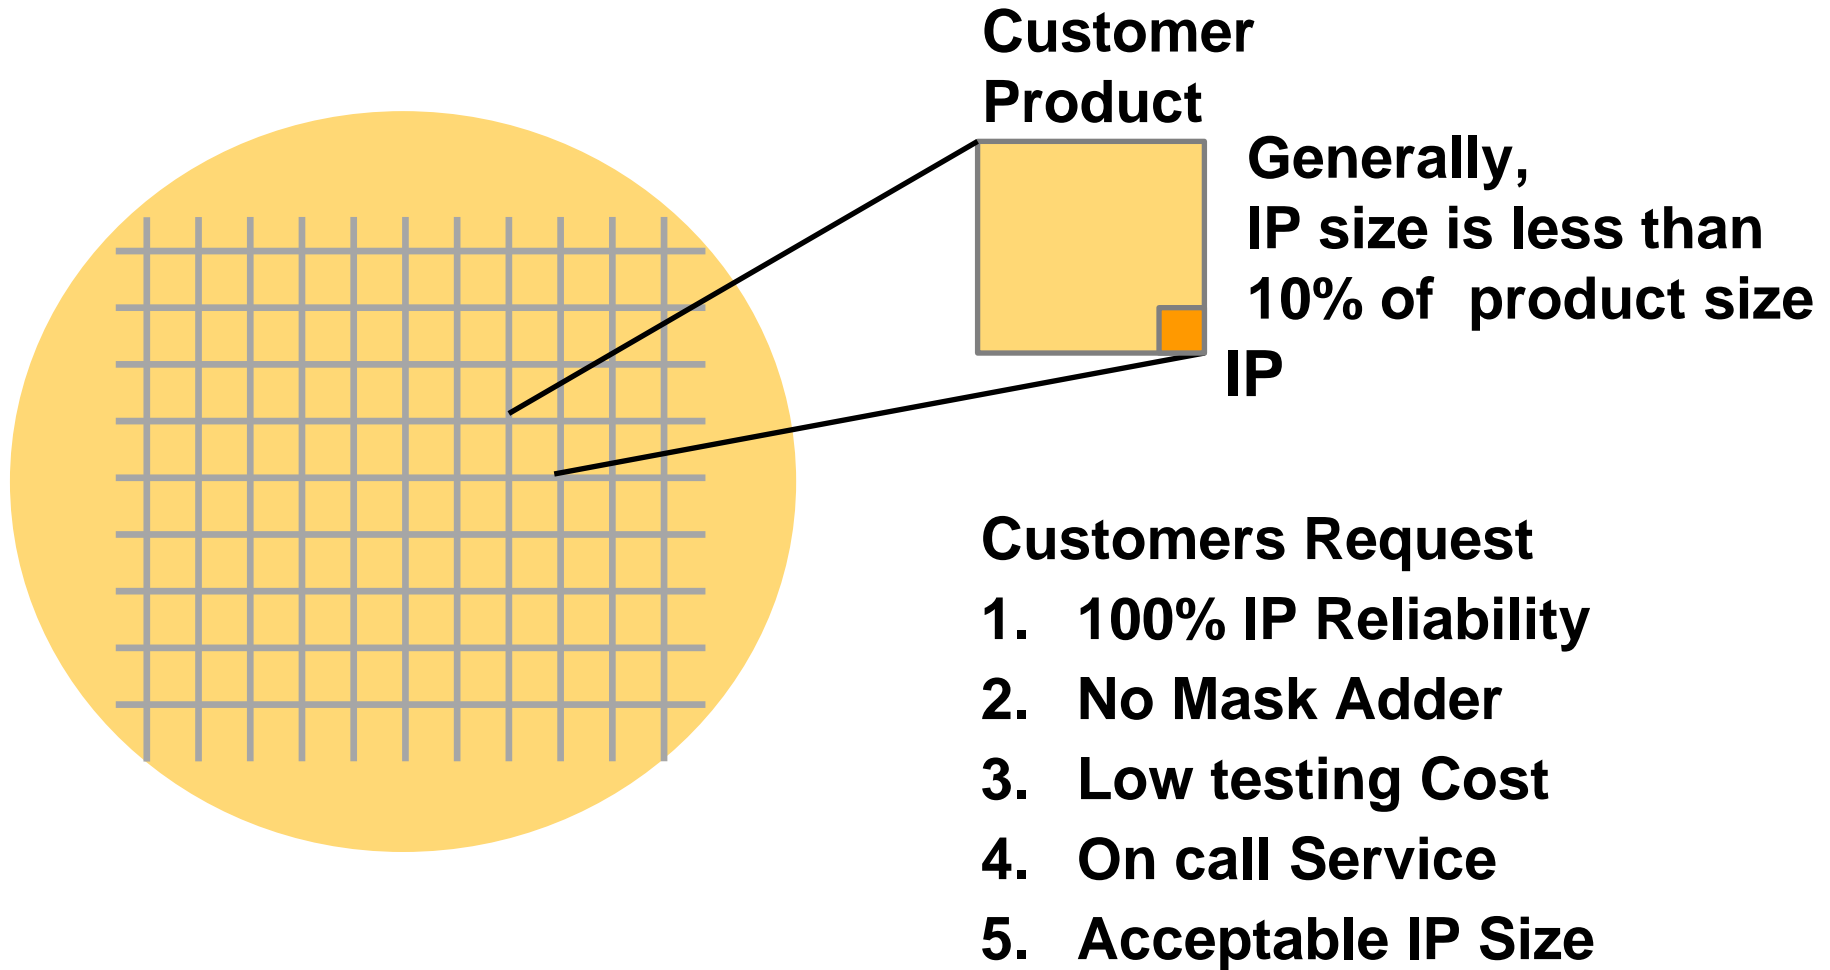 Customer
Product
Generally,
IP size is less than
10% of  product size
IP
Customers Request
1. 100% IP Reliability
2. No Mask Adder
3. Low testing Cost
4. On call Service
5. Acceptable IP Size